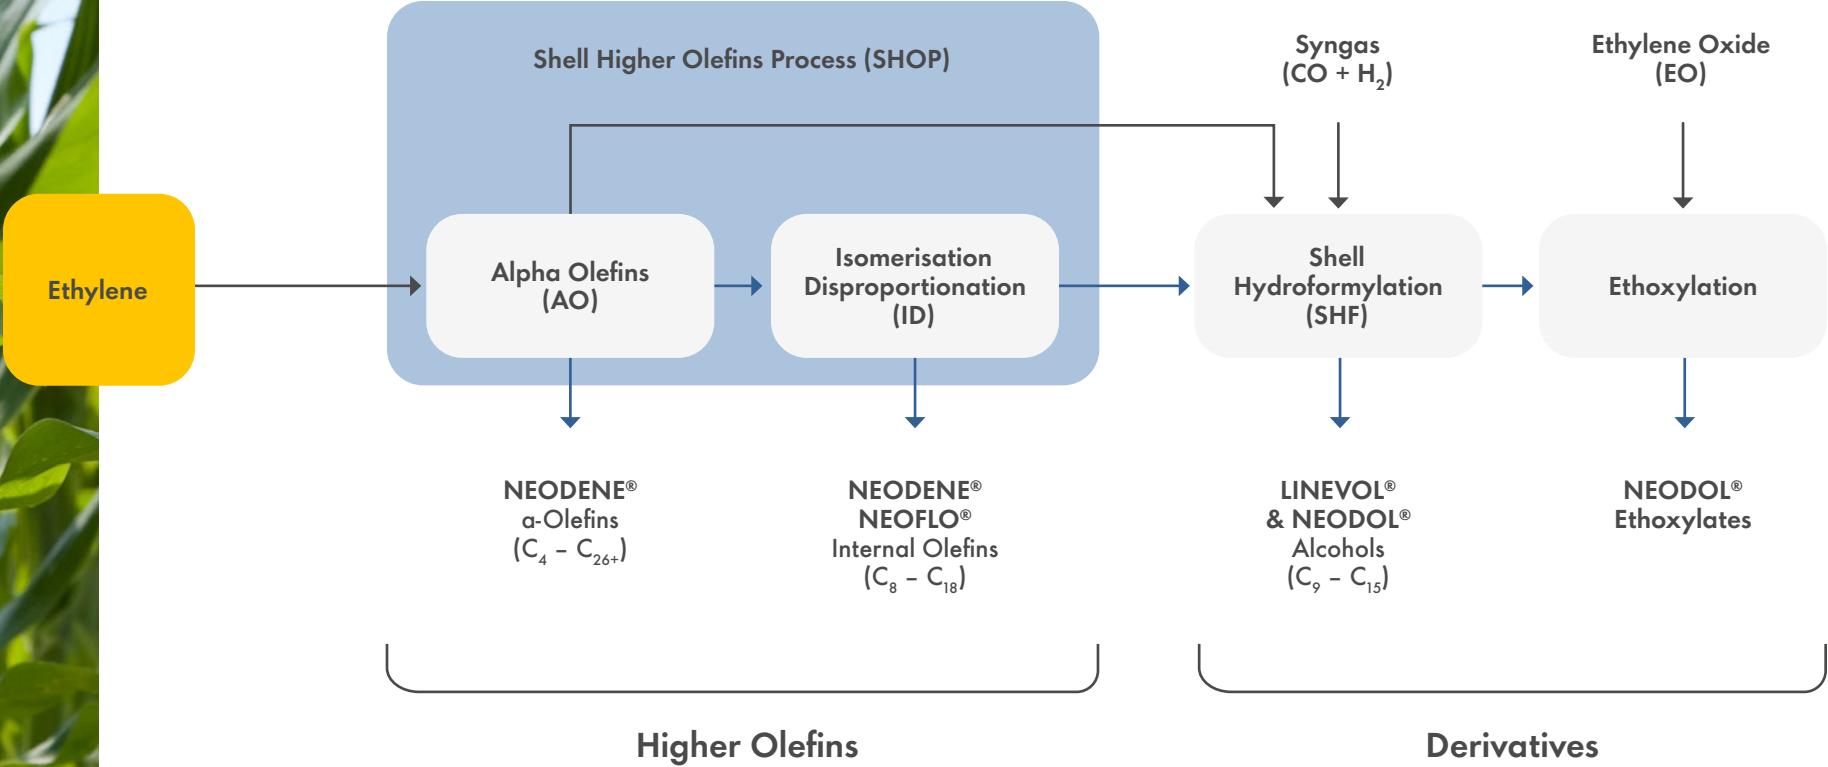 Shell Higher Olefins Process (SHOP)
Syngas
(CO + H₂)
Ethylene Oxide
(EO)
Ethylene
Alpha Olefins
(AO)
Isomerisation
Disproportionation
(ID)
Shell
Hydroformylation
(SHF)
Ethoxylation
NEODENE®
α-Olefins
(C₄ – C₂₆₊)
NEODENE®
NEOFLO®
Internal Olefins
(C₈ – C₁₈)
LINEVOL®
& NEODOL®
Alcohols
(C₉ – C₁₅)
NEODOL®
Ethoxylates
Higher Olefins
Derivatives